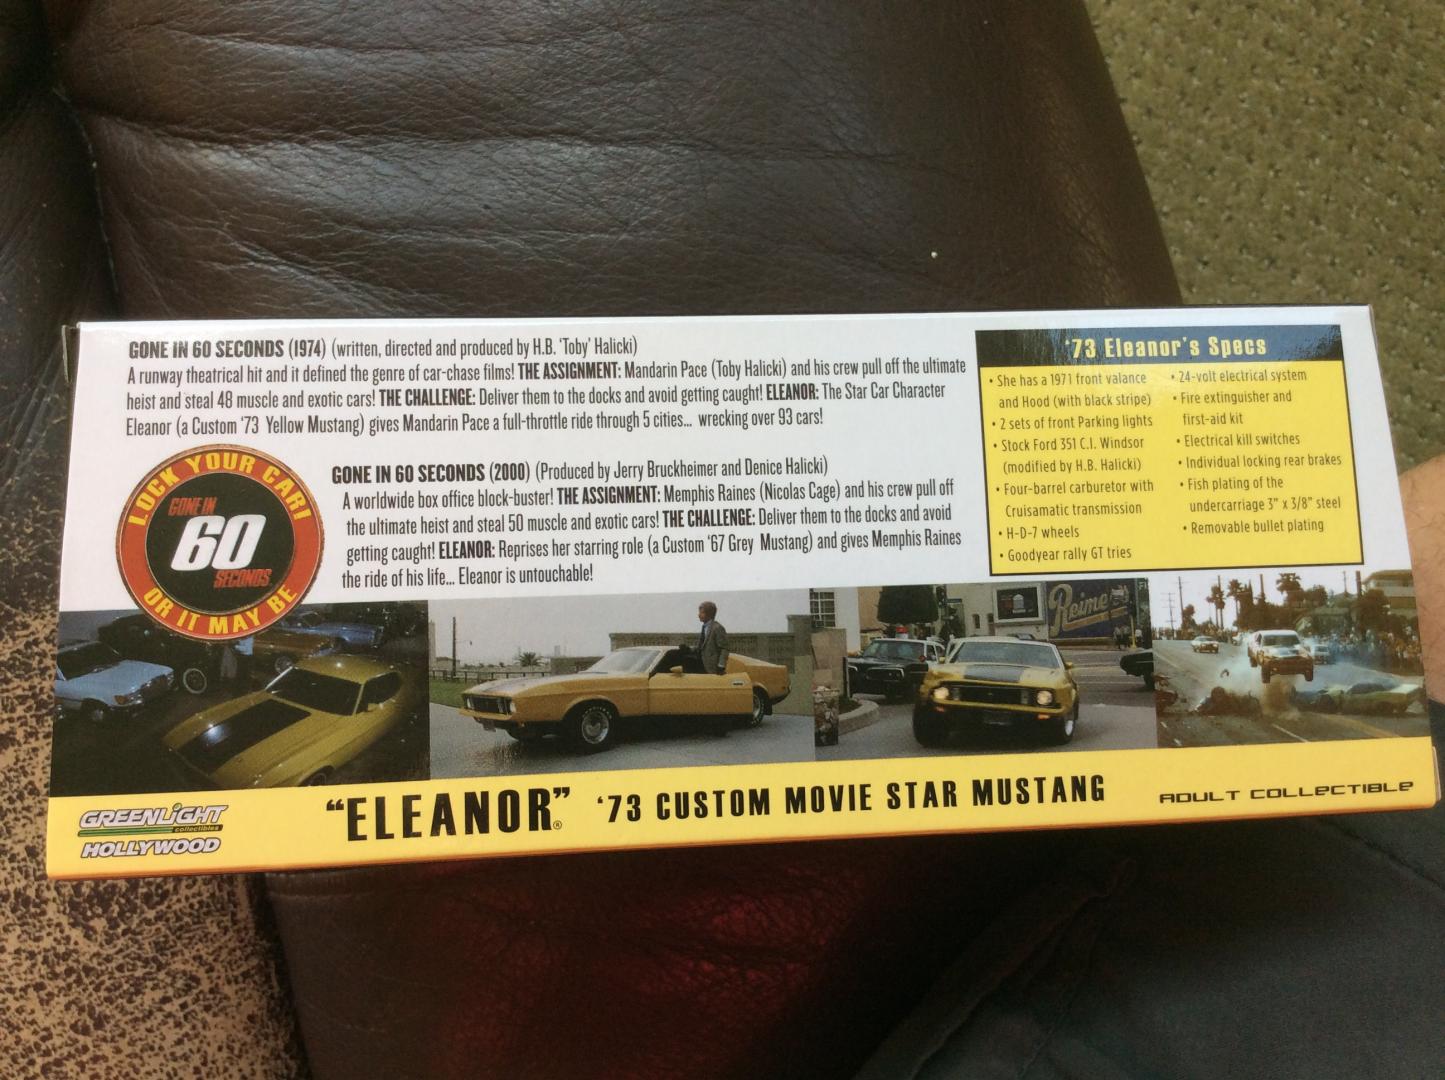 GONE IN 60 SECONDS (1974) (written, directed and produced by H.B. 'Toby' Halicki)
A runway theatrical hit and it defined the genre of car-chase films! THE ASSIGNMENT: Mandarin Pace (Toby Halicki) and his crew pull off the ultimate
heist and steal 48 muscle and exotic cars! THE CHALLENGE: Deliver them to the docks and avoid getting caught! ELEANOR: The Star Car Character
Eleanor (a Custom '73 Yellow Mustang) gives Mandarin Pace a full-throttle ride through 5 cities... wrecking over 93 cars!
LOCK YOUR CAR!
GONE IN
60
SECONDS
OR IT MAY BE
GONE IN 60 SECONDS (2000) (Produced by Jerry Bruckheimer and Denice Halicki)
A worldwide box office block-buster! THE ASSIGNMENT: Memphis Raines (Nicolas Cage) and his crew pull off
the ultimate heist and steal 50 muscle and exotic cars! THE CHALLENGE: Deliver them to the docks and avoid
getting caught! ELEANOR: Reprises her starring role (a Custom '67 Grey Mustang) and gives Memphis Raines
the ride of his life... Eleanor is untouchable!
'73 Eleanor's Specs
• She has a 1971 front valance
and Hood (with black stripe)
• 2 sets of front Parking lights
• Stock Ford 351 C.I. Windsor
(modified by H.B. Halicki)
• Four-barrel carburetor with
Cruisamatic transmission
• H-D-7 wheels
• Goodyear rally GT tries
• 24-volt electrical system
• Fire extinguisher and
first-aid kit
• Electrical kill switches
• Individual locking rear brakes
• Fish plating of the
undercarriage 3" x 3/8" steel
• Removable bullet plating
Reime
GREENLIGHT
collectibles
HOLLYWOOD
"ELEANOR"®
'73 CUSTOM MOVIE STAR MUSTANG
ADULT COLLECTIBLE